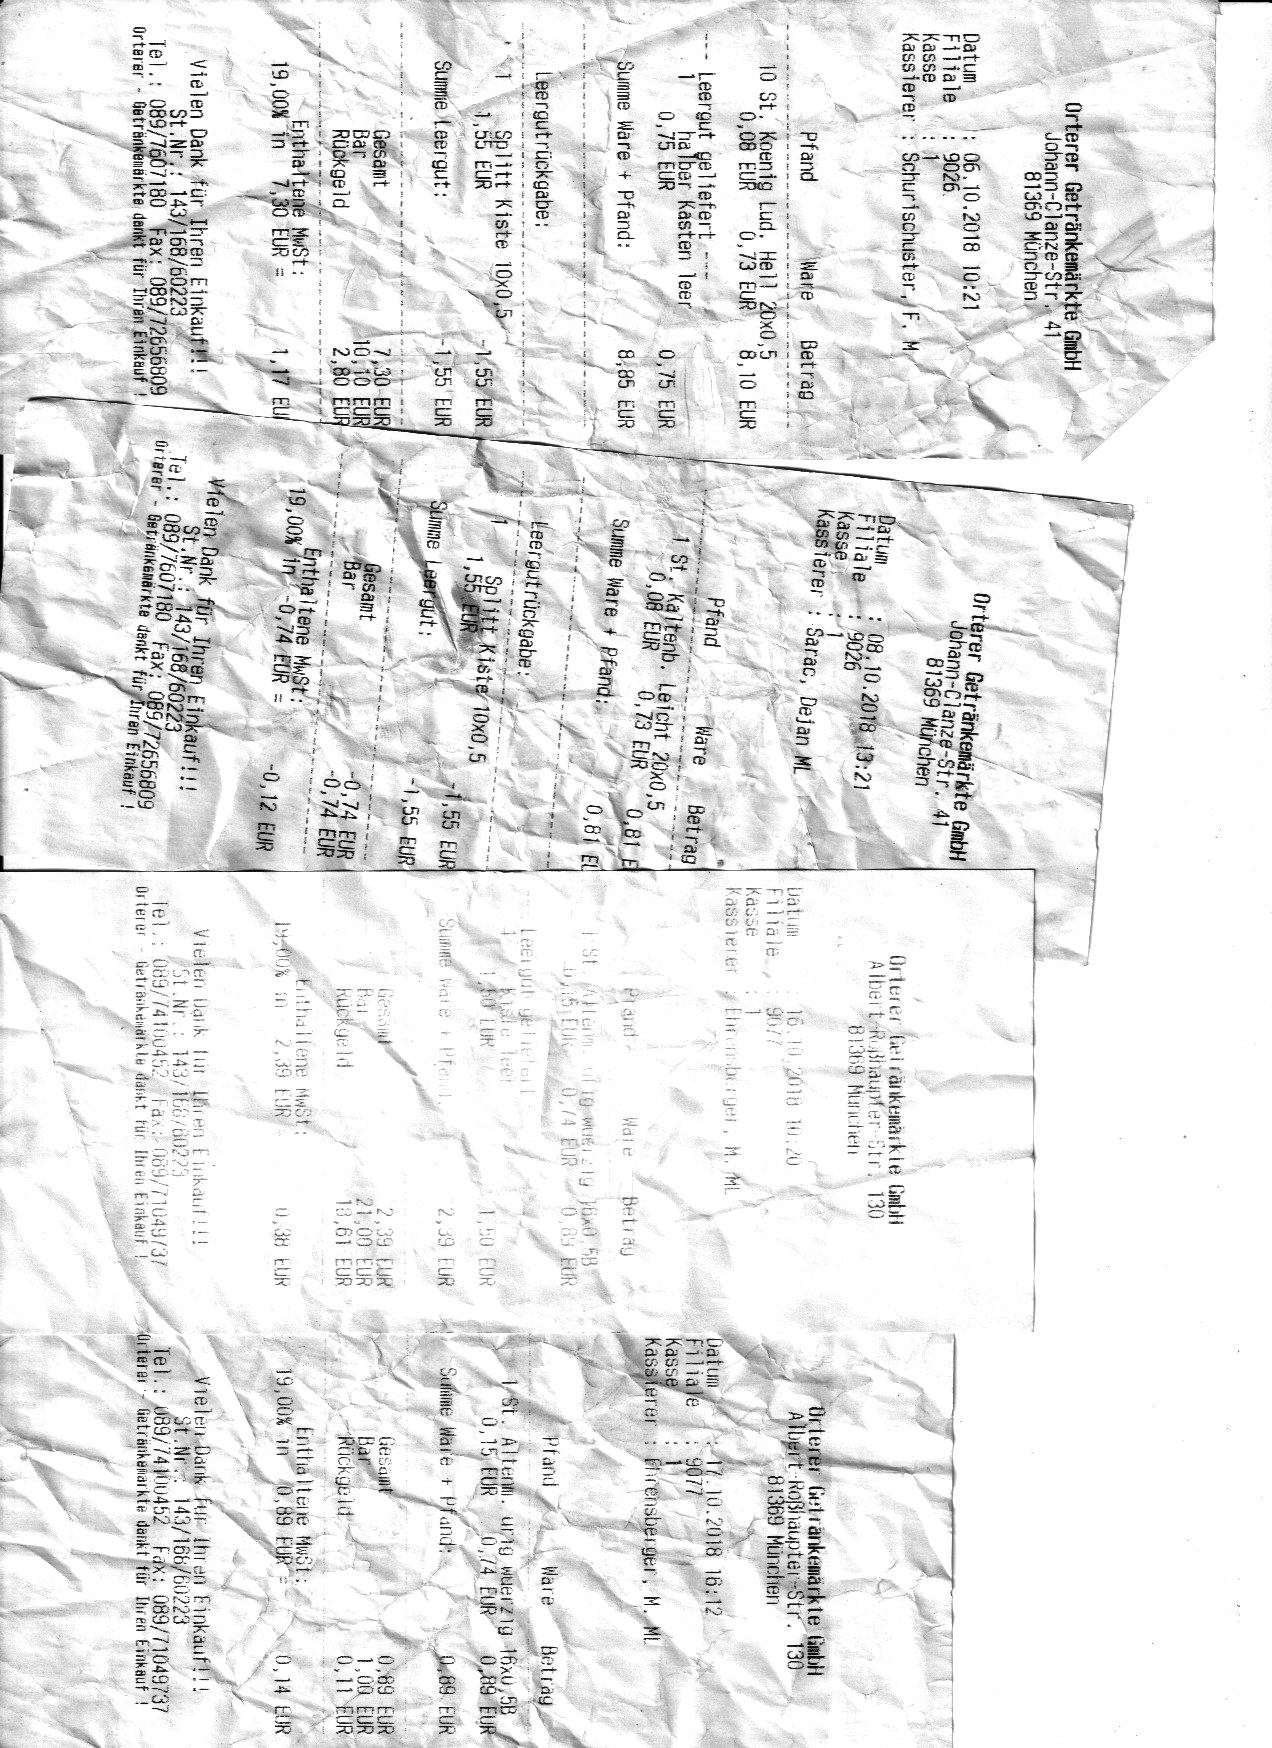 Orterer Getränkemärkte GmbH
Johann-Clanze-Str. 41
81369 München
Datum : 06.10.2018 10:21
Filiale : 9026
Kasse : 1
Kassierer : Schurischuster, F. M
Pfand Ware Betrag
10 St. Koenig Lud. Hell 20x0,5
0,08 EUR 0,73 EUR 8,10 EUR
--- Leergut geliefert ---
1 halber Kasten leer
0,75 EUR 0,75 EUR
Summe Ware + Pfand: 8,85 EUR
Leergutrückgabe:
1 Splitt Kiste 10x0,5
1,55 EUR -1,55 EUR
Summe Leergut: -1,55 EUR
Gesamt 7,30 EUR
Bar 10,10 EUR
Rückgeld 2,80 EUR
Enthaltene MwSt:
19,00% in 7,30 EUR = 1,17 EUR
Vielen Dank für Ihren Einkauf!!!
St.Nr.: 143/168/60223
Tel.: 089/7607180 Fax: 089/72656809
Orterer - Getränkemärkte dankt für Ihren Einkauf !
Orterer Getränkemärkte GmbH
Johann-Clanze-Str. 41
81369 München
Datum : 08.10.2018 13:21
Filiale : 9026
Kasse : 1
Kassierer : Sarac, Dejan ML
Pfand Ware Betrag
1 St. Kaltenb. Leicht 20x0,5
0,08 EUR 0,73 EUR 0,81 E
Summe Ware + Pfand: 0,81 EU
Leergutrückgabe:
1 Splitt Kiste 10x0,5
1,55 EUR -1,55 EUR
Summe Leergut: -1,55 EUR
Gesamt -0,74 EUR
Bar -0,74 EUR
Enthaltene MwSt:
19,00% in -0,74 EUR = -0,12 EUR
Vielen Dank für Ihren Einkauf!!!
St.Nr.: 143/168/60223
Tel.: 089/7607180 Fax: 089/72656809
Orterer - Getränkemärkte dankt für Ihren Einkauf !
Orterer Getränkemärkte GmbH
Albert-Roßhaupter-Str. 130
81369 München
Datum : 16.10.2018 10:20
Filiale : 9077
Kasse : 1
Kassierer : Ehrensberger, M. ML
Pfand Ware Betrag
1 St. Altenm. urig wuerzig 16x0,5B
0,15 EUR 0,74 EUR 0,89 EUR
Leergut geliefert
1 Kiste leer
1,50 EUR 1,50 EUR
Summe Ware + Pfand: 2,39 EUR
Gesamt 2,39 EUR
Bar 21,00 EUR
Rückgeld 18,61 EUR
Enthaltene MwSt:
19,00% in 2,39 EUR = 0,38 EUR
Vielen Dank für Ihren Einkauf!!!
St.Nr.: 143/168/60223
Tel.: 089/74100452 Fax: 089/71049737
Orterer - Getränkemärkte dankt für Ihren Einkauf !
Orterer Getränkemärkte GmbH
Albert-Roßhaupter-Str. 130
81369 München
Datum : 17.10.2018 16:12
Filiale : 9077
Kasse : 1
Kassierer : Ehrensberger, M. ML
Pfand Ware Betrag
1 St. Altenm. urig wuerzig 16x0,5B
0,15 EUR 0,74 EUR 0,89 EUR
Summe Ware + Pfand: 0,89 EUR
Gesamt 0,89 EUR
Bar 1,00 EUR
Rückgeld 0,11 EUR
Enthaltene MwSt:
19,00% in 0,89 EUR = 0,14 EUR
Vielen Dank für Ihren Einkauf!!!
St.Nr.: 143/168/60223
Tel.: 089/74100452 Fax: 089/71049737
Orterer - Getränkemärkte dankt für Ihren Einkauf !